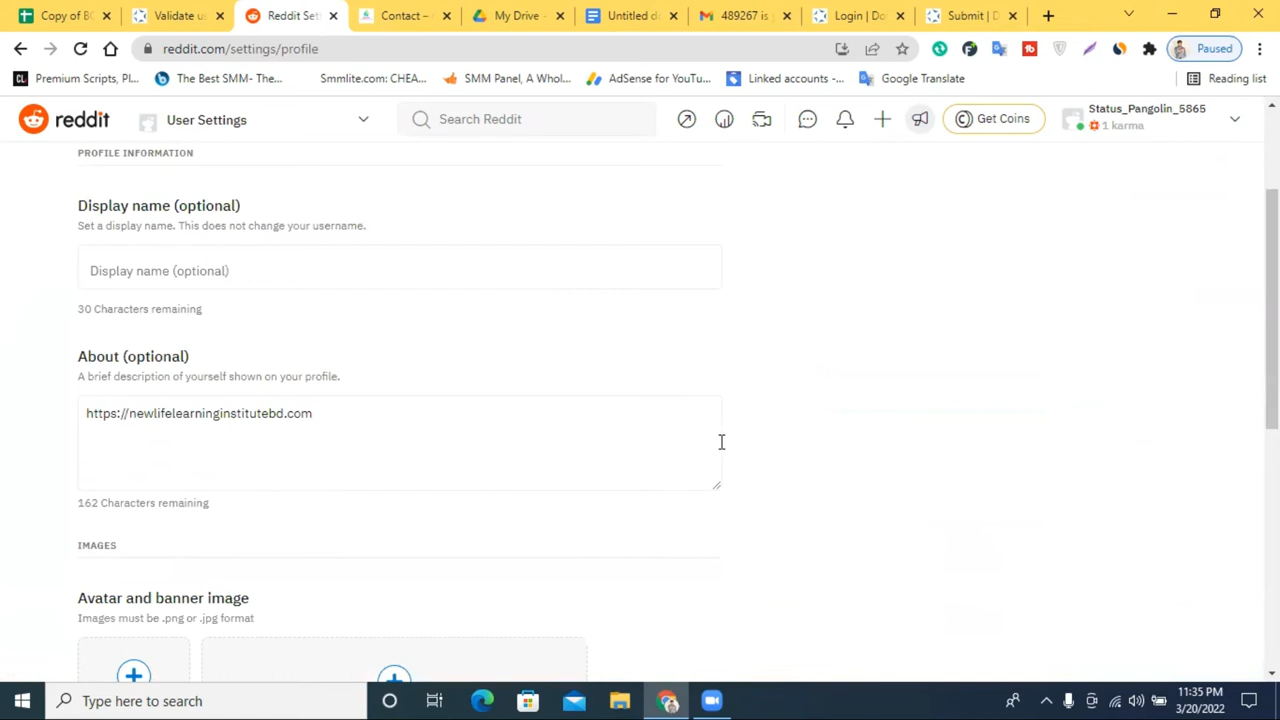 Copy of BC
Validate us
Reddit Set
Contact –
My Drive -
Untitled d
489267 is
Login | Do
Submit | D
reddit.com/settings/profile
Paused
Premium Scripts, Pl...
The Best SMM- The...
Smmlite.com: CHEA...
SMM Panel, A Whol...
AdSense for YouTu...
Linked accounts -...
Google Translate
Reading list
reddit
User Settings
Search Reddit
Get Coins
Status_Pangolin_5865
1 karma
PROFILE INFORMATION
Display name (optional)
Set a display name. This does not change your username.
Display name (optional)
30 Characters remaining
About (optional)
A brief description of yourself shown on your profile.
https://newlifelearninginstitutebd.com
162 Characters remaining
IMAGES
Avatar and banner image
Images must be .png or .jpg format
Type here to search
11:35 PM
3/20/2022